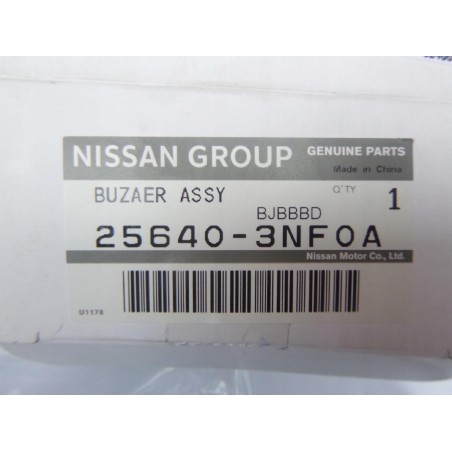 NISSAN GROUP GENUINE PARTS
Made in China
BUZAER ASSY Q'TY 1
BJBBBD
25640-3NF0A
Nissan Motor Co., Ltd.
U1178